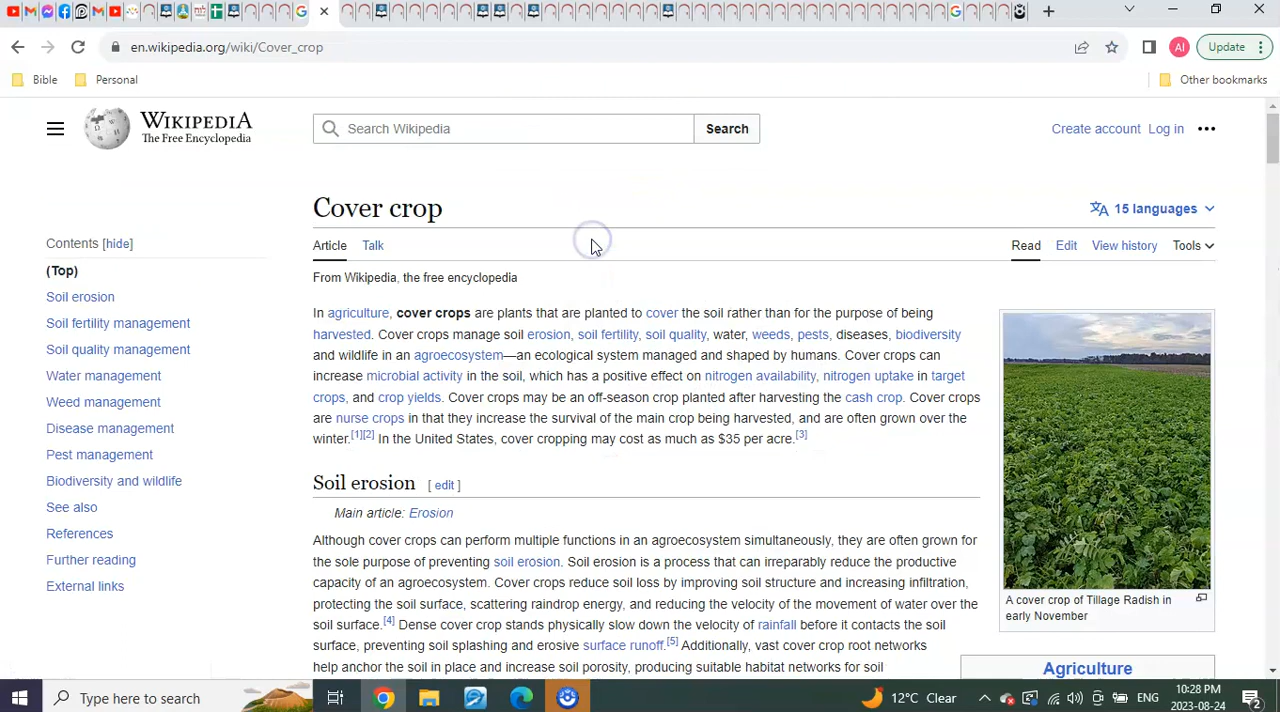 en.wikipedia.org/wiki/Cover_crop
AI
Update
Bible
Personal
Other bookmarks
WIKIPEDIA
The Free Encyclopedia
Search Wikipedia
Search
Create account Log in
Cover crop
15 languages
Contents [hide]
(Top)
Soil erosion
Soil fertility management
Soil quality management
Water management
Weed management
Disease management
Pest management
Biodiversity and wildlife
See also
References
Further reading
External links
Article Talk
Read Edit View history Tools
From Wikipedia, the free encyclopedia
In agriculture, cover crops are plants that are planted to cover the soil rather than for the purpose of being
harvested. Cover crops manage soil erosion, soil fertility, soil quality, water, weeds, pests, diseases, biodiversity
and wildlife in an agroecosystem—an ecological system managed and shaped by humans. Cover crops can
increase microbial activity in the soil, which has a positive effect on nitrogen availability, nitrogen uptake in target
crops, and crop yields. Cover crops may be an off-season crop planted after harvesting the cash crop. Cover crops
are nurse crops in that they increase the survival of the main crop being harvested, and are often grown over the
winter.[1][2] In the United States, cover cropping may cost as much as $35 per acre.[3]
A cover crop of Tillage Radish in
early November
Soil erosion [ edit ]
Main article: Erosion
Although cover crops can perform multiple functions in an agroecosystem simultaneously, they are often grown for
the sole purpose of preventing soil erosion. Soil erosion is a process that can irreparably reduce the productive
capacity of an agroecosystem. Cover crops reduce soil loss by improving soil structure and increasing infiltration,
protecting the soil surface, scattering raindrop energy, and reducing the velocity of the movement of water over the
soil surface.[4] Dense cover crop stands physically slow down the velocity of rainfall before it contacts the soil
surface, preventing soil splashing and erosive surface runoff.[5] Additionally, vast cover crop root networks
help anchor the soil in place and increase soil porosity, producing suitable habitat networks for soil
Agriculture
Type here to search
12°C Clear
ENG
10:28 PM
2023-08-24
2